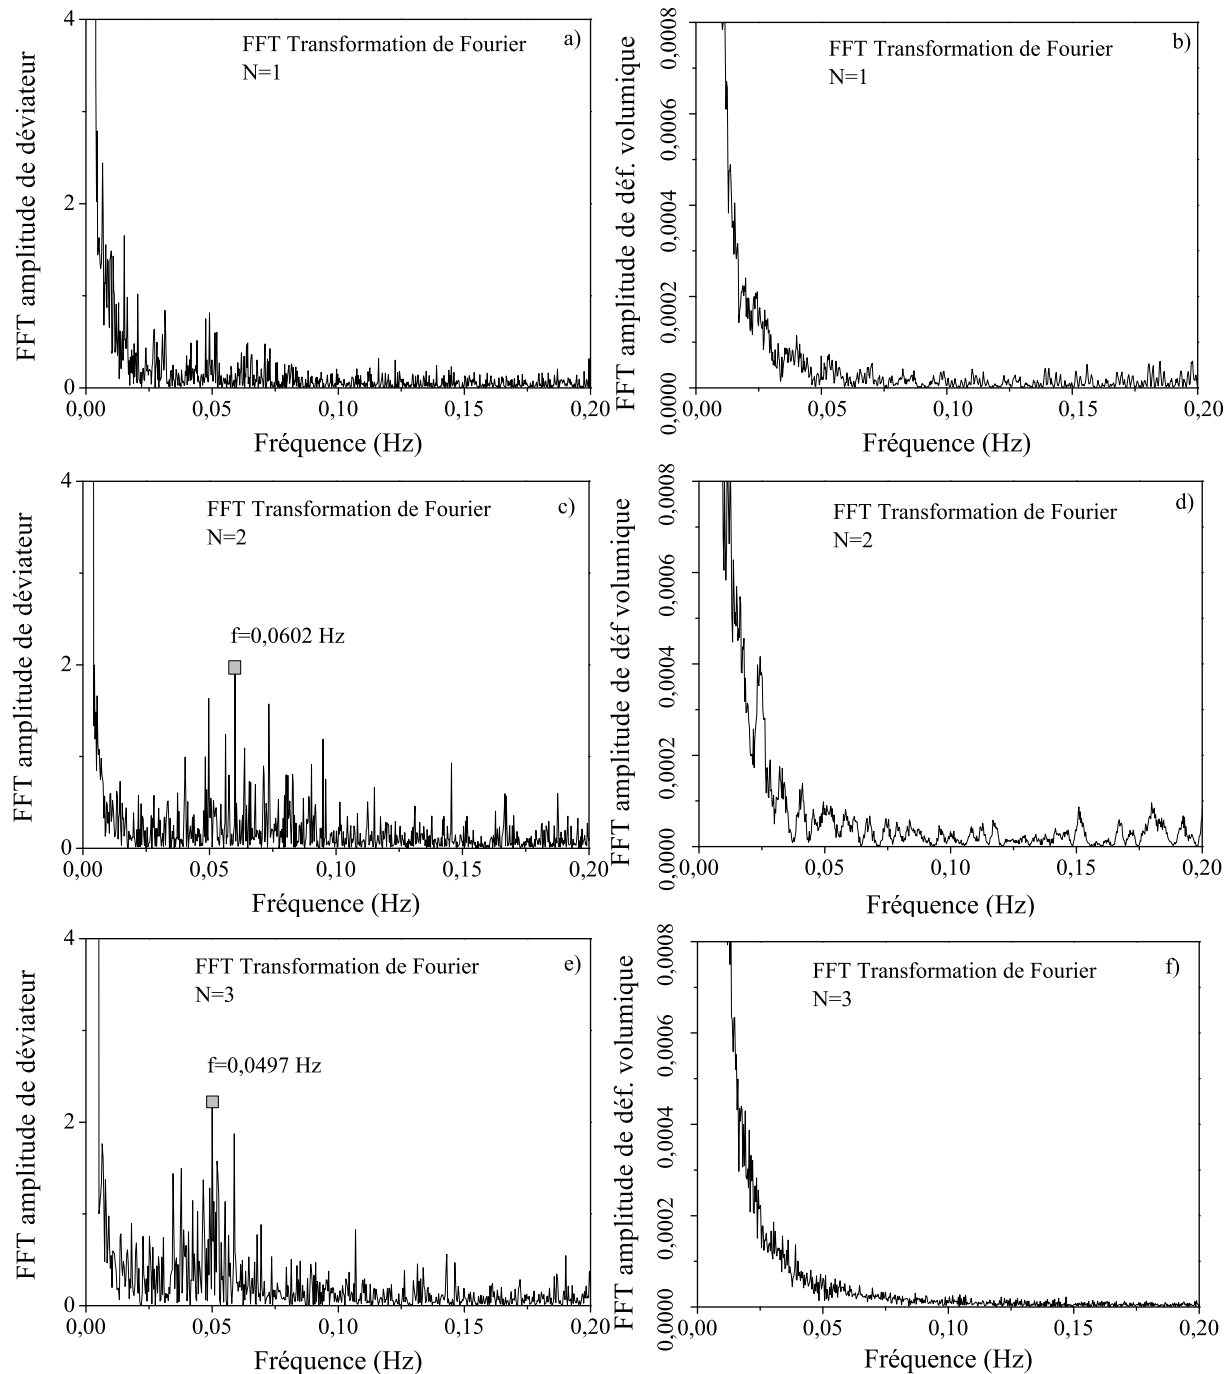 FFT amplitude de déviateur
4
2
0
FFT Transformation de Fourier
N=1
a)
0,00 0,05 0,10 0,15 0,20
Fréquence (Hz)
FFT amplitude de déf. volumique
0,0008
0,0006
0,0004
0,0002
0,0000
FFT Transformation de Fourier
N=1
b)
0,00 0,05 0,10 0,15 0,20
Fréquence (Hz)
FFT amplitude de déviateur
4
2
0
FFT Transformation de Fourier
N=2
c)
f=0,0602 Hz
0,00 0,05 0,10 0,15 0,20
Fréquence (Hz)
FFT amplitude de déf volumique
0,0008
0,0006
0,0004
0,0002
0,0000
FFT Transformation de Fourier
N=2
d)
0,00 0,05 0,10 0,15 0,20
Fréquence (Hz)
FFT amplitude de déviateur
4
2
0
FFT Transformation de Fourier
N=3
e)
f=0,0497 Hz
0,00 0,05 0,10 0,15 0,20
Fréquence (Hz)
FFT amplitude de déf. volumique
0,0008
0,0006
0,0004
0,0002
0,0000
FFT Transformation de Fourier
N=3
f)
0,00 0,05 0,10 0,15 0,20
Fréquence (Hz)